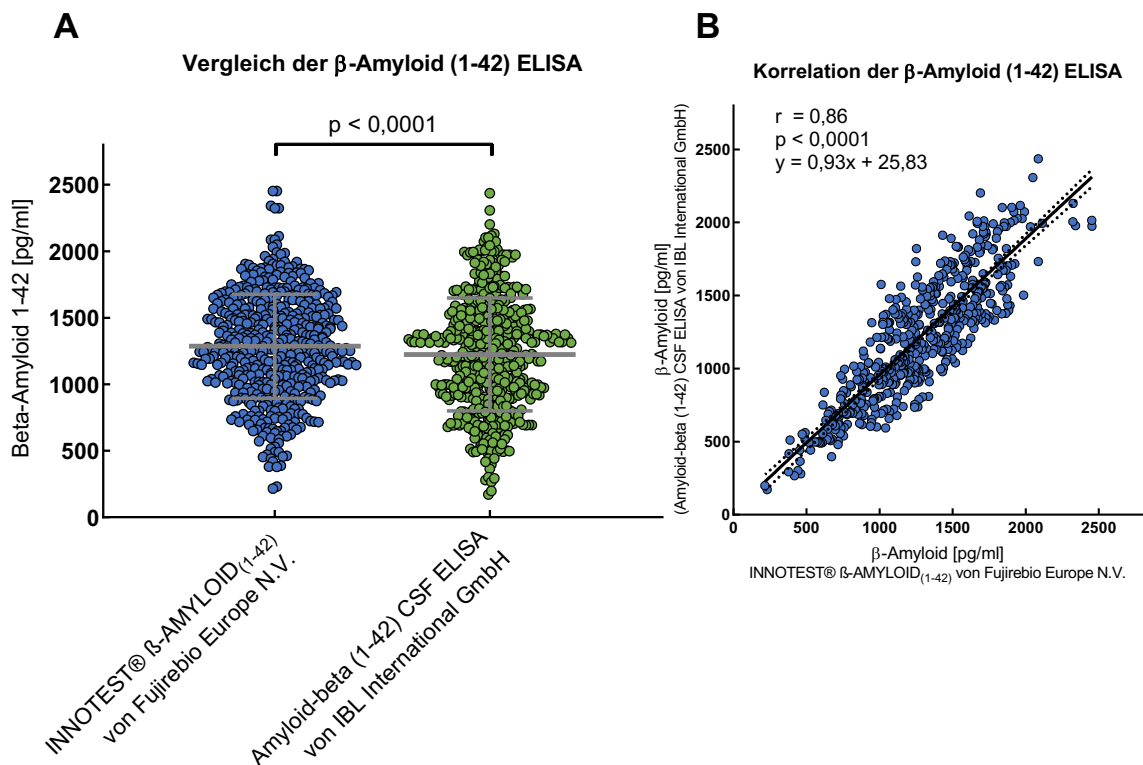 A
Vergleich der β-Amyloid (1-42) ELISA
p < 0,0001
Beta-Amyloid 1-42 [pg/ml]
2500
2000
1500
1000
500
0
INNOTEST® ß-AMYLOID(1-42)
von Fujirebio Europe N.V.
Amyloid-beta (1-42) CSF ELISA
von IBL International GmbH
B
Korrelation der β-Amyloid (1-42) ELISA
r = 0,86
p < 0,0001
y = 0,93x + 25,83
β-Amyloid [pg/ml]
(Amyloid-beta (1-42) CSF ELISA von IBL International GmbH)
2500
2000
1500
1000
500
0
0 500 1000 1500 2000 2500
β-Amyloid [pg/ml]
INNOTEST® ß-AMYLOID(1-42) von Fujirebio Europe N.V.